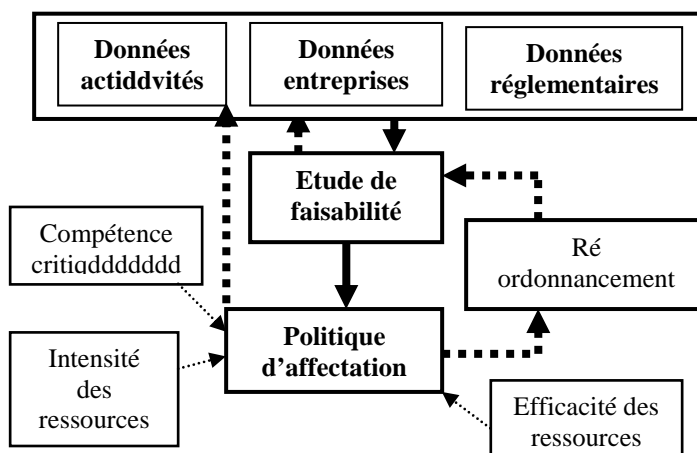 Données
actiddvités
Données
entreprises
Données
réglementaires
Etude de
faisabilité
Compétence
critiqdddddddd
Ré
ordonnancement
Politique
d’affectation
Intensité
des
ressources
Efficacité des
ressources